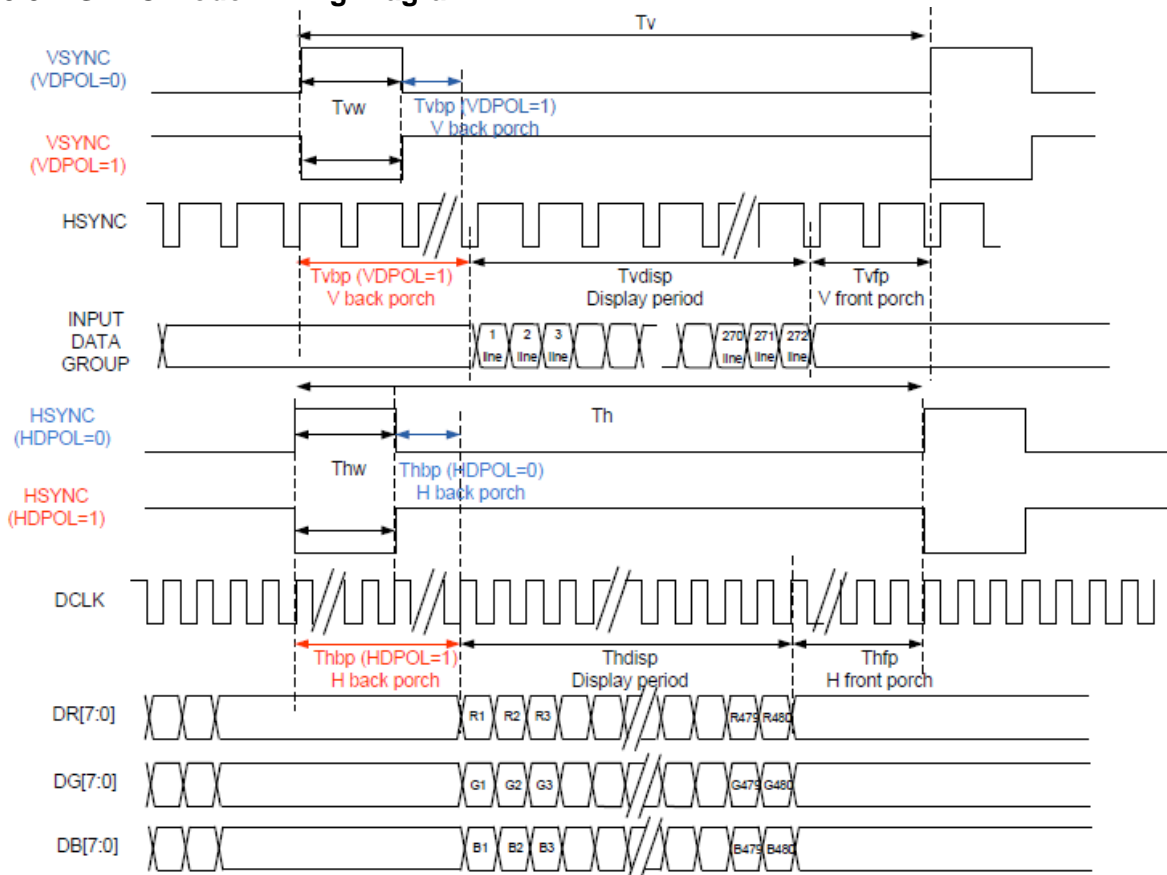 Tv
VSYNC
(VDPOL=0)
Tvw
Tvbp (VDPOL=1)
V back porch
VSYNC
(VDPOL=1)
HSYNC
Tvbp (VDPOL=1)
V back porch
Tvdisp
Display period
Tvfp
V front porch
INPUT
DATA
GROUP
1
line
2
line
3
line
270
line
271
line
272
line
HSYNC
(HDPOL=0)
Th
Thw
Thbp (HDPOL=0)
H back porch
HSYNC
(HDPOL=1)
DCLK
Thbp (HDPOL=1)
H back porch
Thdisp
Display period
Thfp
H front porch
DR[7:0]
R1 R2 R3 R479 R480
DG[7:0]
G1 G2 G3 G479 G480
DB[7:0]
B1 B2 B3 B479 B480